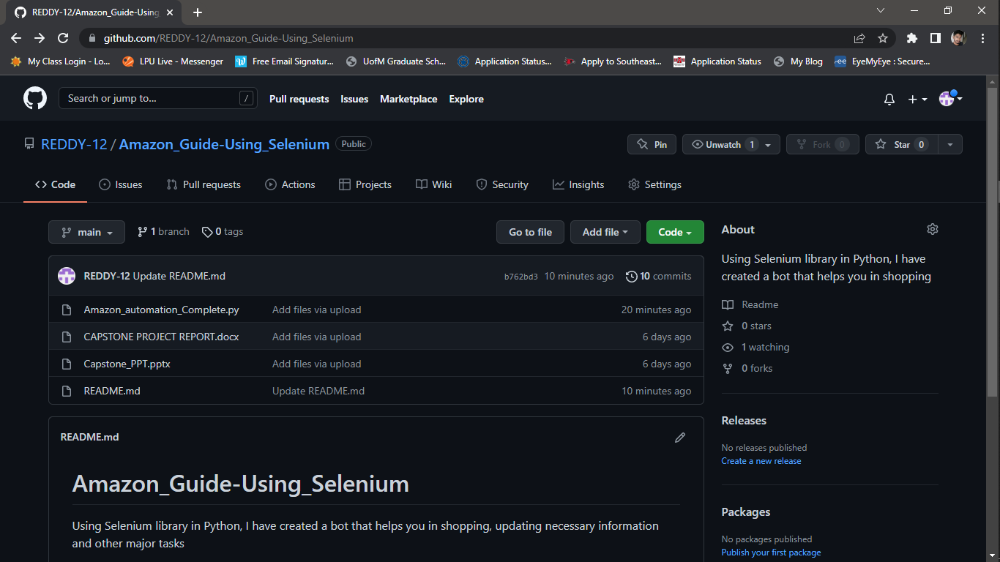 REDDY-12/Amazon_Guide-Using
github.com/REDDY-12/Amazon_Guide-Using_Selenium
My Class Login - Lo... LPU Live - Messenger Free Email Signatur... UofM Graduate Sch... Application Status... Apply to Southeast... Application Status My Blog EyeMyEye : Secure...
Search or jump to... / Pull requests Issues Marketplace Explore
REDDY-12 / Amazon_Guide-Using_Selenium Public Pin Unwatch 1 Fork 0 Star 0
Code Issues Pull requests Actions Projects Wiki Security Insights Settings
main 1 branch 0 tags Go to file Add file Code
REDDY-12 Update README.md b762bd3 10 minutes ago 10 commits
Amazon_automation_Complete.py Add files via upload 20 minutes ago
CAPSTONE PROJECT REPORT.docx Add files via upload 6 days ago
Capstone_PPT.pptx Add files via upload 6 days ago
README.md Update README.md 10 minutes ago
README.md
Amazon_Guide-Using_Selenium
Using Selenium library in Python, I have created a bot that helps you in shopping, updating necessary information
and other major tasks
About
Using Selenium library in Python, I have
created a bot that helps you in shopping
Readme
0 stars
1 watching
0 forks
Releases
No releases published
Create a new release
Packages
No packages published
Publish your first package